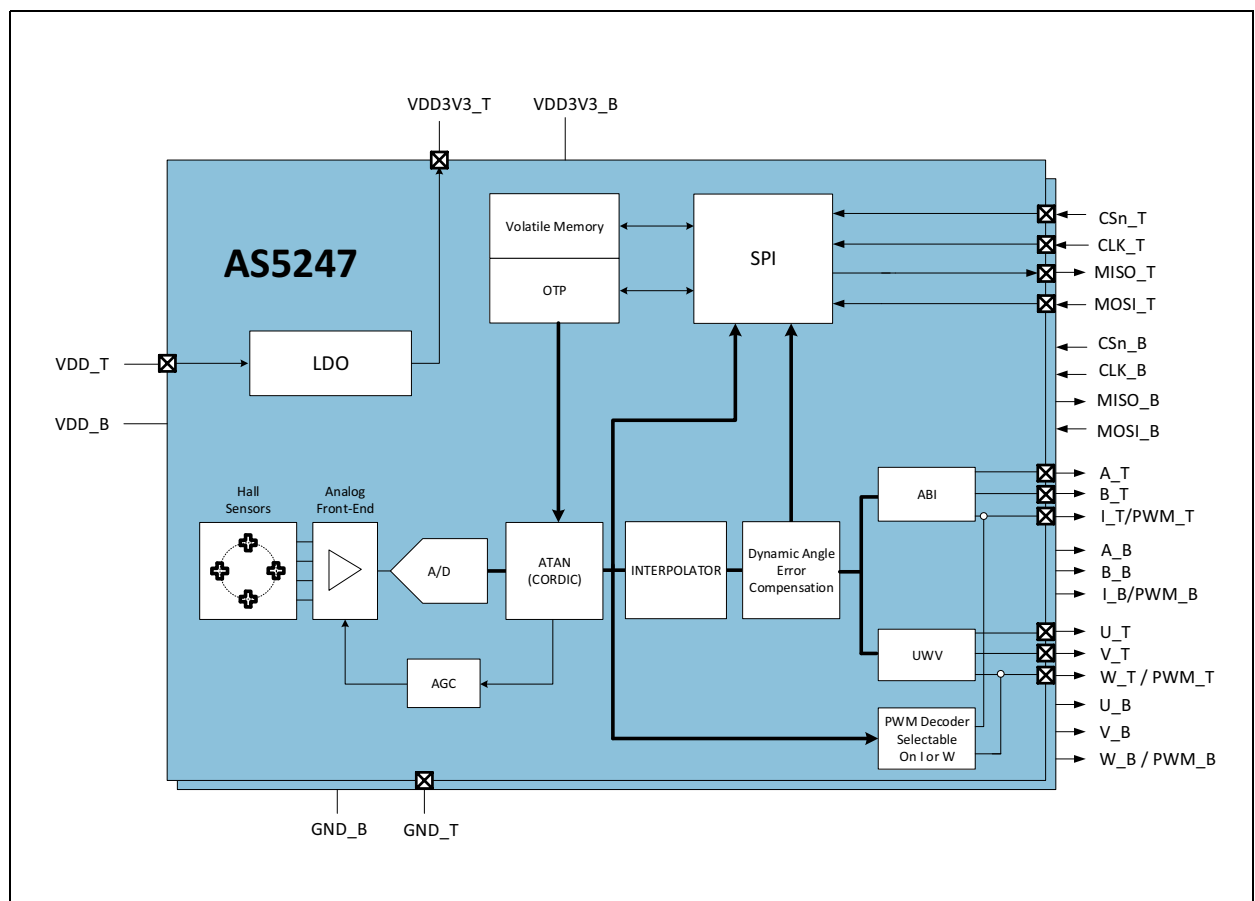 VDD3V3_T
VDD3V3_B
AS5247
Volatile Memory
OTP
SPI
CSn_T
CLK_T
MISO_T
MOSI_T
CSn_B
CLK_B
MISO_B
MOSI_B
VDD_T
LDO
VDD_B
Hall
Sensors
Analog
Front-End
A/D
ATAN
(CORDIC)
INTERPOLATOR
Dynamic Angle
Error
Compensation
AGC
ABI
UWV
PWM Decoder
Selectable
On I or W
A_T
B_T
I_T/PWM_T
A_B
B_B
I_B/PWM_B
U_T
V_T
W_T / PWM_T
U_B
V_B
W_B / PWM_B
GND_B
GND_T